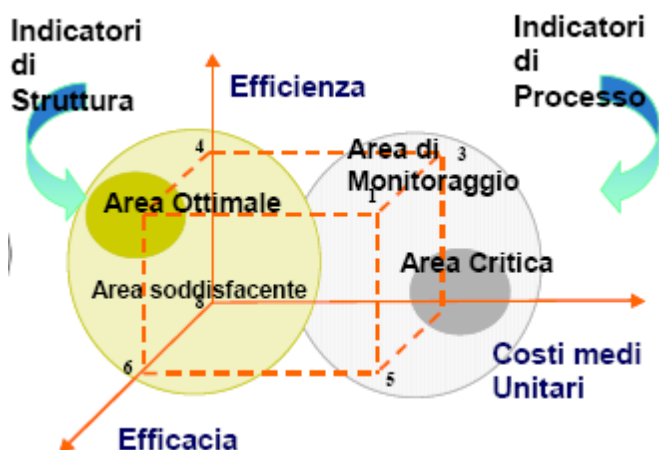 Indicatori
di
Struttura
Indicatori
di
Processo
Efficienza
4
Area di
Monitoraggio
3
1
Area Ottimale
Area Critica
Area soddisfacente
8
Costi medi
Unitari
6
5
Efficacia